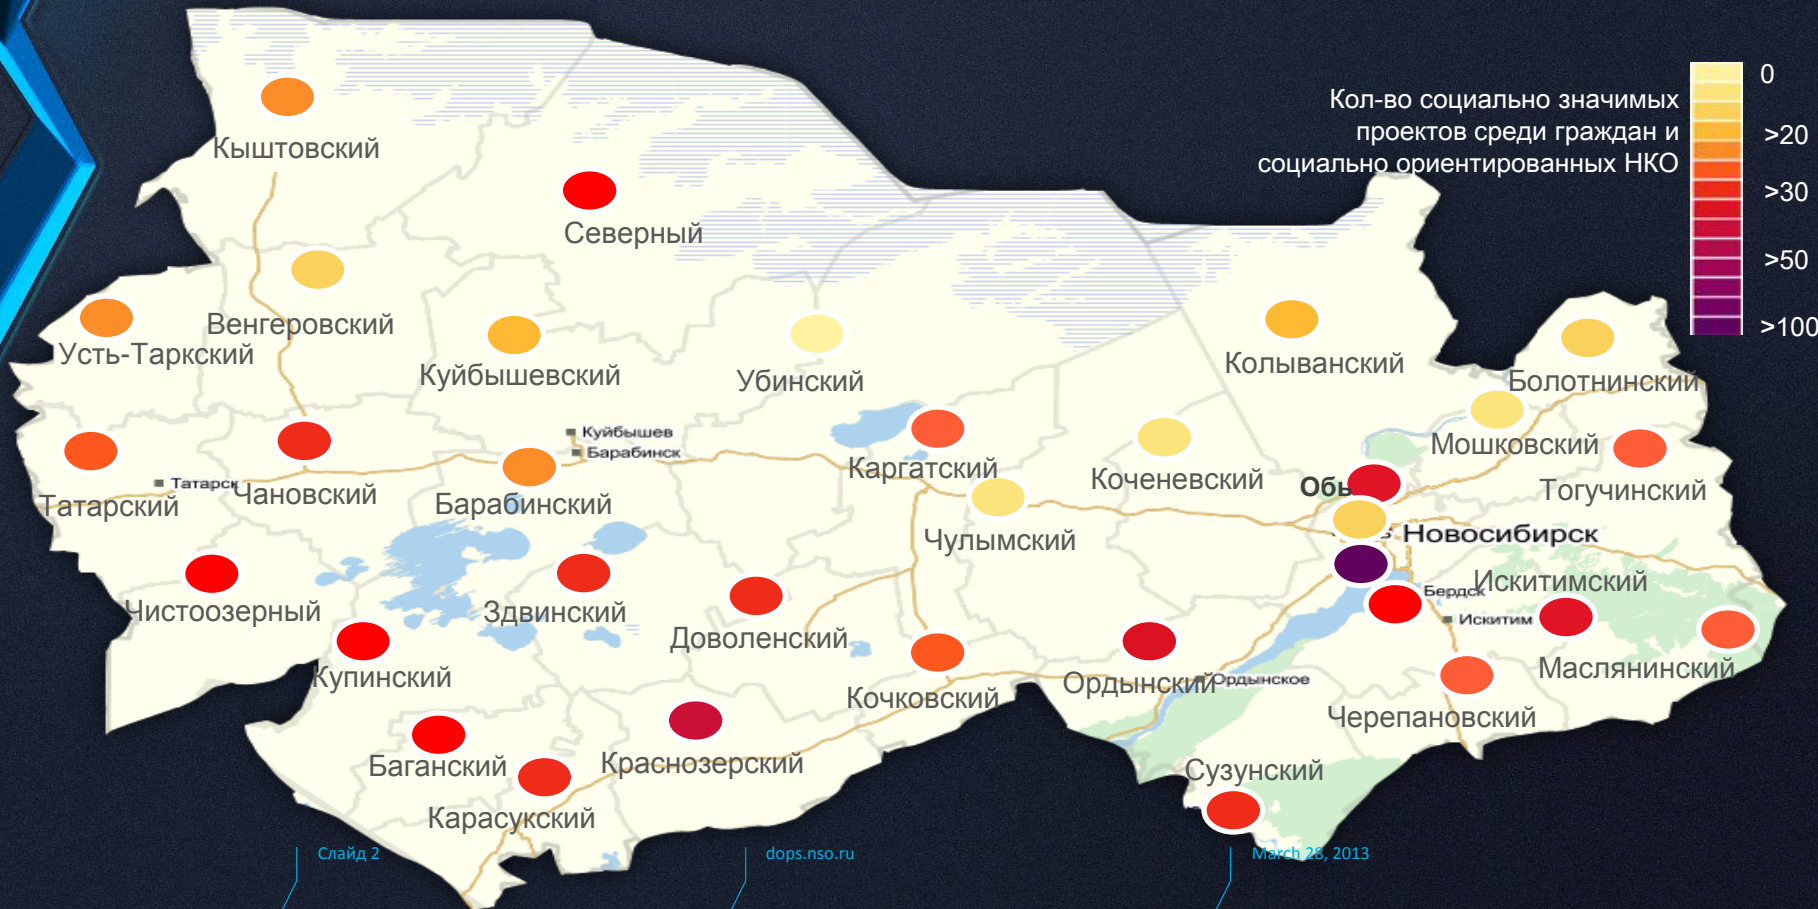 0
Кол-во социально значимых
проектов среди граждан и
социально ориентированных НКО
>20
>30
>50
>100
Кыштовский
Северный
Венгеровский
Усть-Таркский
Куйбышевский
Убинский
Колыванский
Болотнинский
Куйбышев
Барабинск
Мошковский
Каргатский
Коченевский
Татарск
Чановский
Татарский
Барабинский
Обь
Тогучинский
Чулымский
Новосибирск
Искитимский
Бердск
Чистоозерный
Здвинский
Искитим
Доволенский
Маслянинский
Купинский
Ордынский
Ордынское
Кочковский
Черепановский
Баганский
Краснозерский
Сузунский
Карасукский
Слайд 2
dops.nso.ru
March 28, 2013